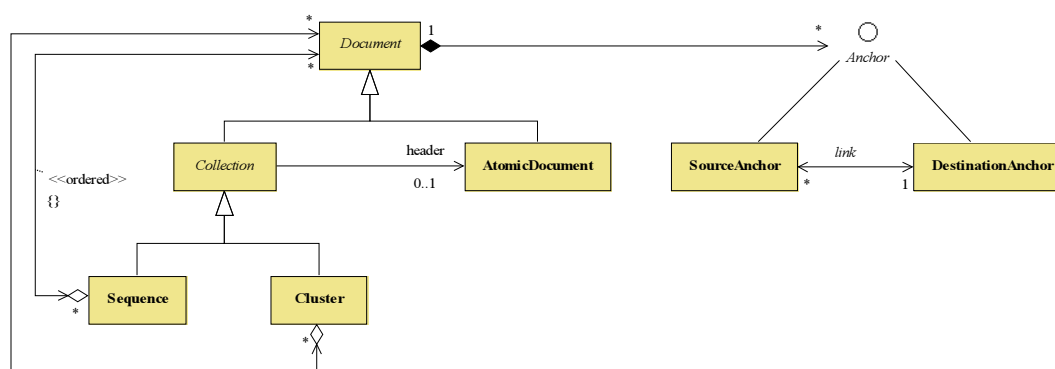 *
Document
1
*
*
Anchor
Collection
header
0..1
AtomicDocument
SourceAnchor
link
*
1
DestinationAnchor
<<ordered>>
{}
Sequence
*
Cluster
*